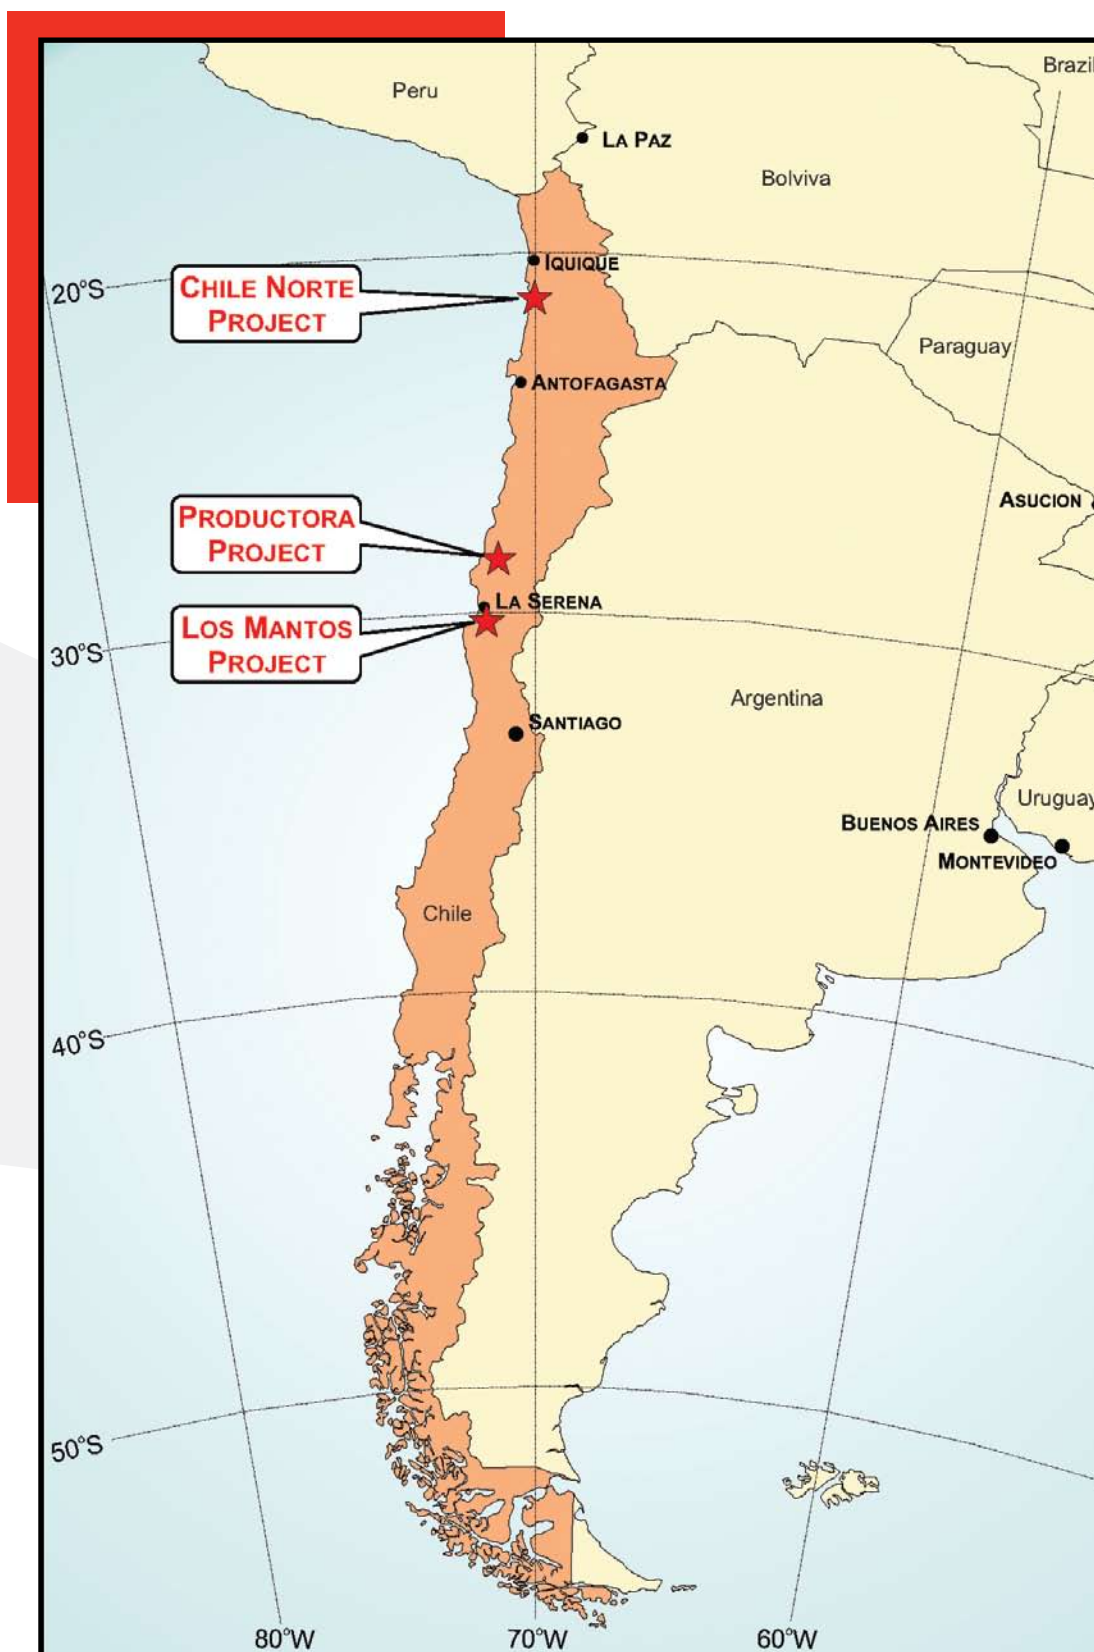 Brazil
Peru
LA PAZ
Bolviva
IQUIQUE
20°S
CHILE NORTE
PROJECT
Paraguay
ANTOFAGASTA
ASUCION
PRODUCTORA
PROJECT
LA SERENA
LOS MANTOS
PROJECT
30°S
Argentina
SANTIAGO
Uruguay
BUENOS AIRES
MONTEVIDEO
Chile
40°S
50°S
80°W
70°W
60°W